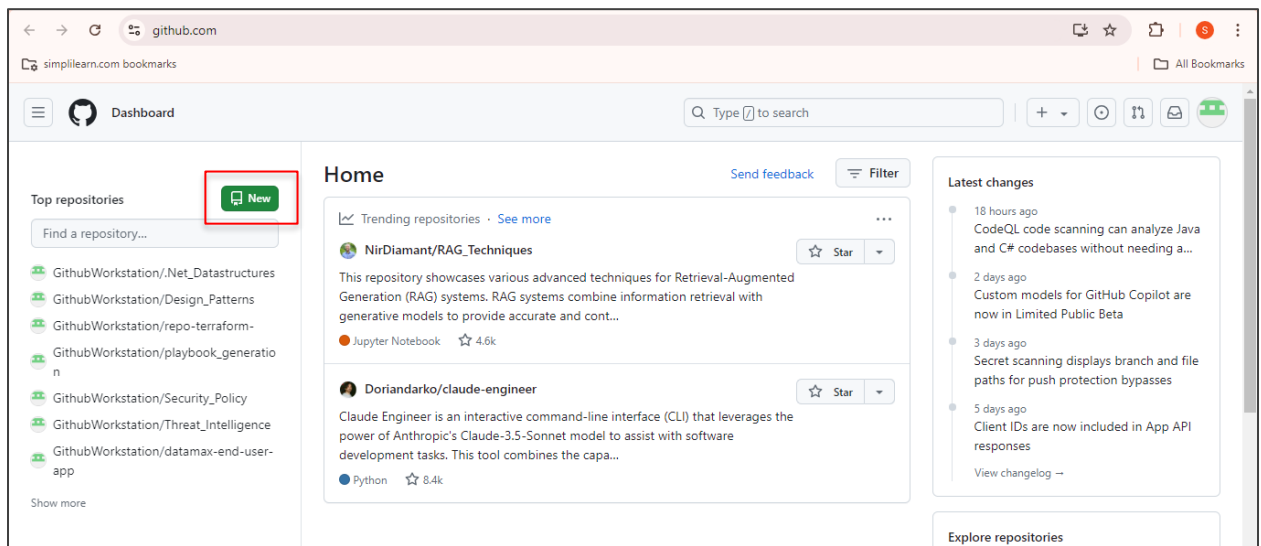 github.com
simplilearn.com bookmarks
All Bookmarks
S
Dashboard
Type / to search
Top repositories
New
Find a repository...
GithubWorkstation/.Net_Datastructures
GithubWorkstation/Design_Patterns
GithubWorkstation/repo-terraform-
GithubWorkstation/playbook_generatio
n
GithubWorkstation/Security_Policy
GithubWorkstation/Threat_Intelligence
GithubWorkstation/datamax-end-user-
app
Show more
Home
Send feedback
Filter
Trending repositories · See more
NirDiamant/RAG_Techniques
Star
This repository showcases various advanced techniques for Retrieval-Augmented
Generation (RAG) systems. RAG systems combine information retrieval with
generative models to provide accurate and cont...
Jupyter Notebook 4.6k
Doriandarko/claude-engineer
Star
Claude Engineer is an interactive command-line interface (CLI) that leverages the
power of Anthropic's Claude-3.5-Sonnet model to assist with software
development tasks. This tool combines the capa...
Python 8.4k
Latest changes
18 hours ago
CodeQL code scanning can analyze Java
and C# codebases without needing a...
2 days ago
Custom models for GitHub Copilot are
now in Limited Public Beta
3 days ago
Secret scanning displays branch and file
paths for push protection bypasses
5 days ago
Client IDs are now included in App API
responses
View changelog →
Explore repositories